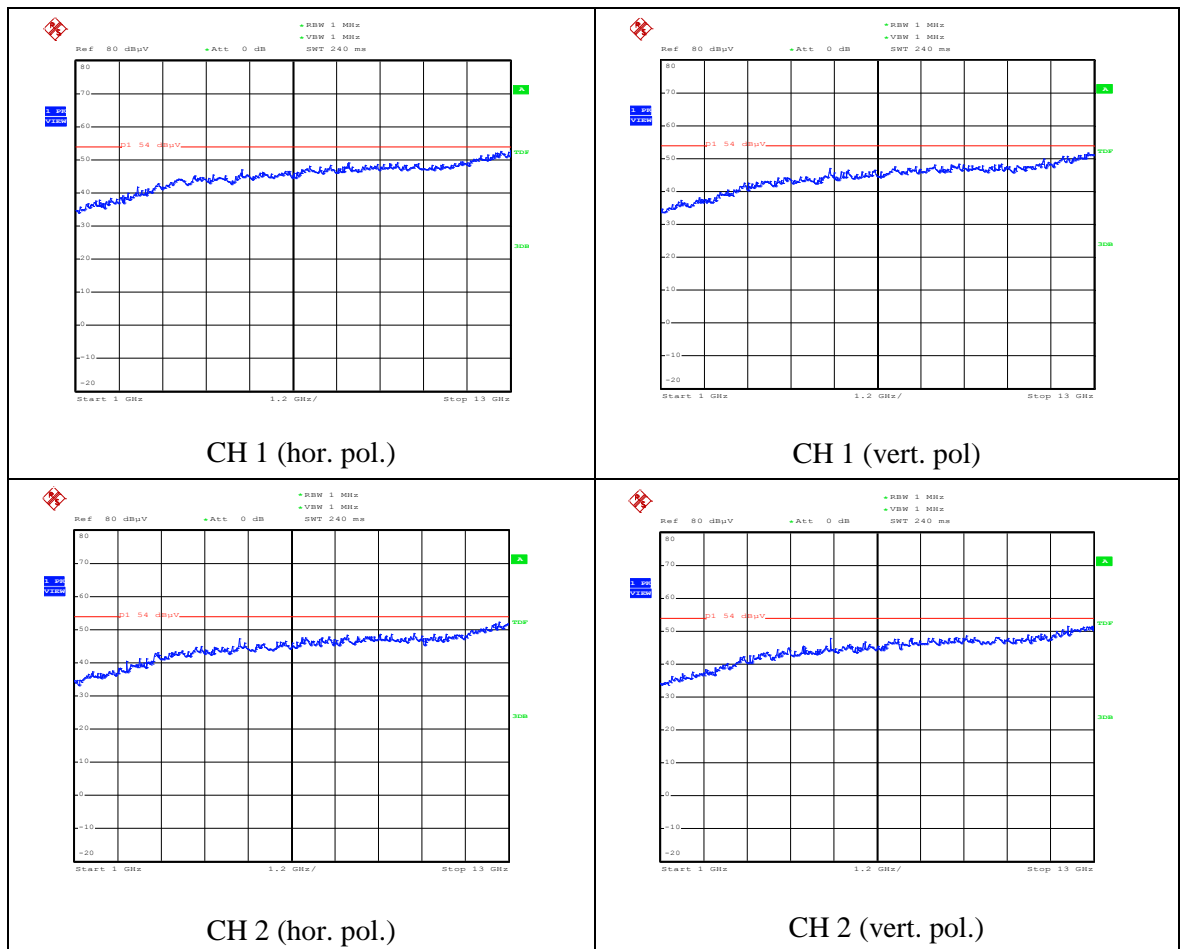 RBW 1 MHz
VBW 1 MHz
Ref 80 dBµV Att 0 dB SWT 240 ms
80
A
70
1 PK
VIEW
60
D1 54 dBµV
TDF
50
40
30
3DB
20
10
0
-10
-20
Start 1 GHz 1.2 GHz/ Stop 13 GHz
CH 1 (hor. pol.)
RBW 1 MHz
VBW 1 MHz
Ref 80 dBµV Att 0 dB SWT 240 ms
80
A
70
1 PK
VIEW
60
D1 54 dBµV
TDF
50
40
30
3DB
20
10
0
-10
-20
Start 1 GHz 1.2 GHz/ Stop 13 GHz
CH 1 (vert. pol)
RBW 1 MHz
VBW 1 MHz
Ref 80 dBµV Att 0 dB SWT 240 ms
80
A
70
1 PK
VIEW
60
D1 54 dBµV
TDF
50
40
30
3DB
20
10
0
-10
-20
Start 1 GHz 1.2 GHz/ Stop 13 GHz
CH 2 (hor. pol.)
RBW 1 MHz
VBW 1 MHz
Ref 80 dBµV Att 0 dB SWT 240 ms
80
A
70
1 PK
VIEW
60
D1 54 dBµV
TDF
50
40
30
3DB
20
10
0
-10
-20
Start 1 GHz 1.2 GHz/ Stop 13 GHz
CH 2 (vert. pol.)